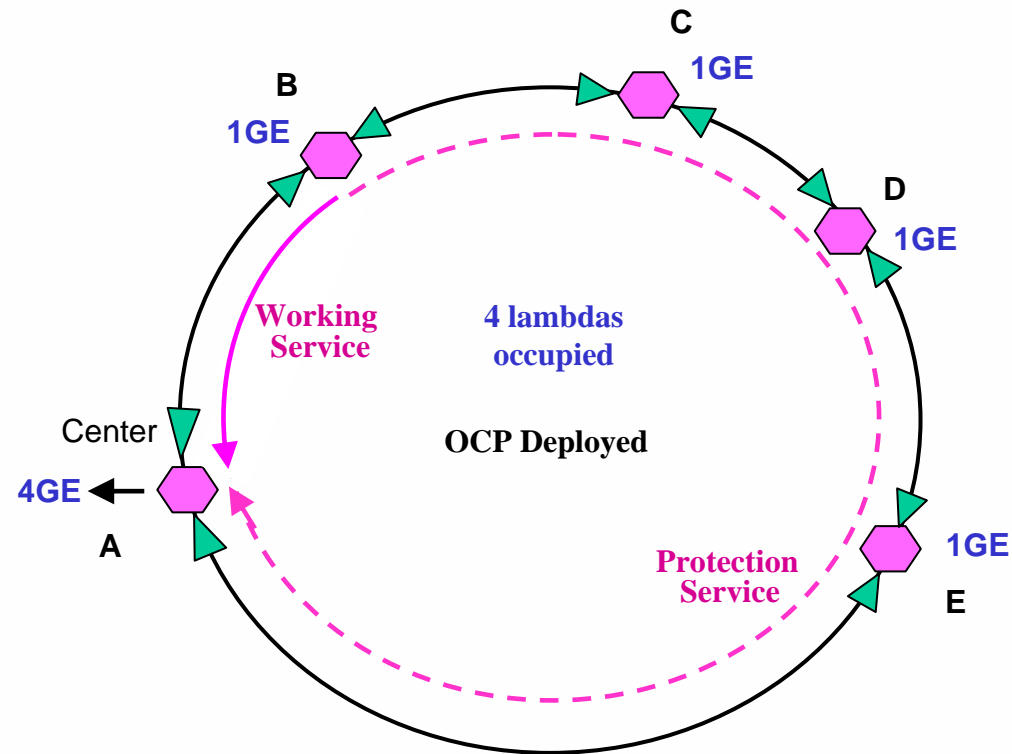 C
1GE
B
1GE
D
1GE
Working
Service
4 lambdas
occupied
Center
OCP Deployed
4GE
A
Protection
Service
1GE
E